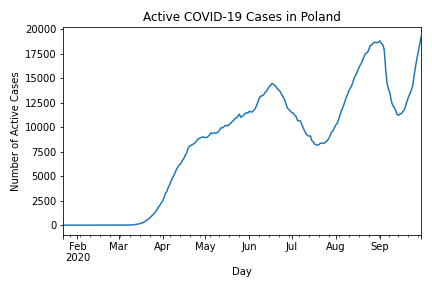 Active COVID-19 Cases in Poland
Number of Active Cases
20000
17500
15000
12500
10000
7500
5000
2500
0
Feb Mar Apr May Jun Jul Aug Sep
2020
Day